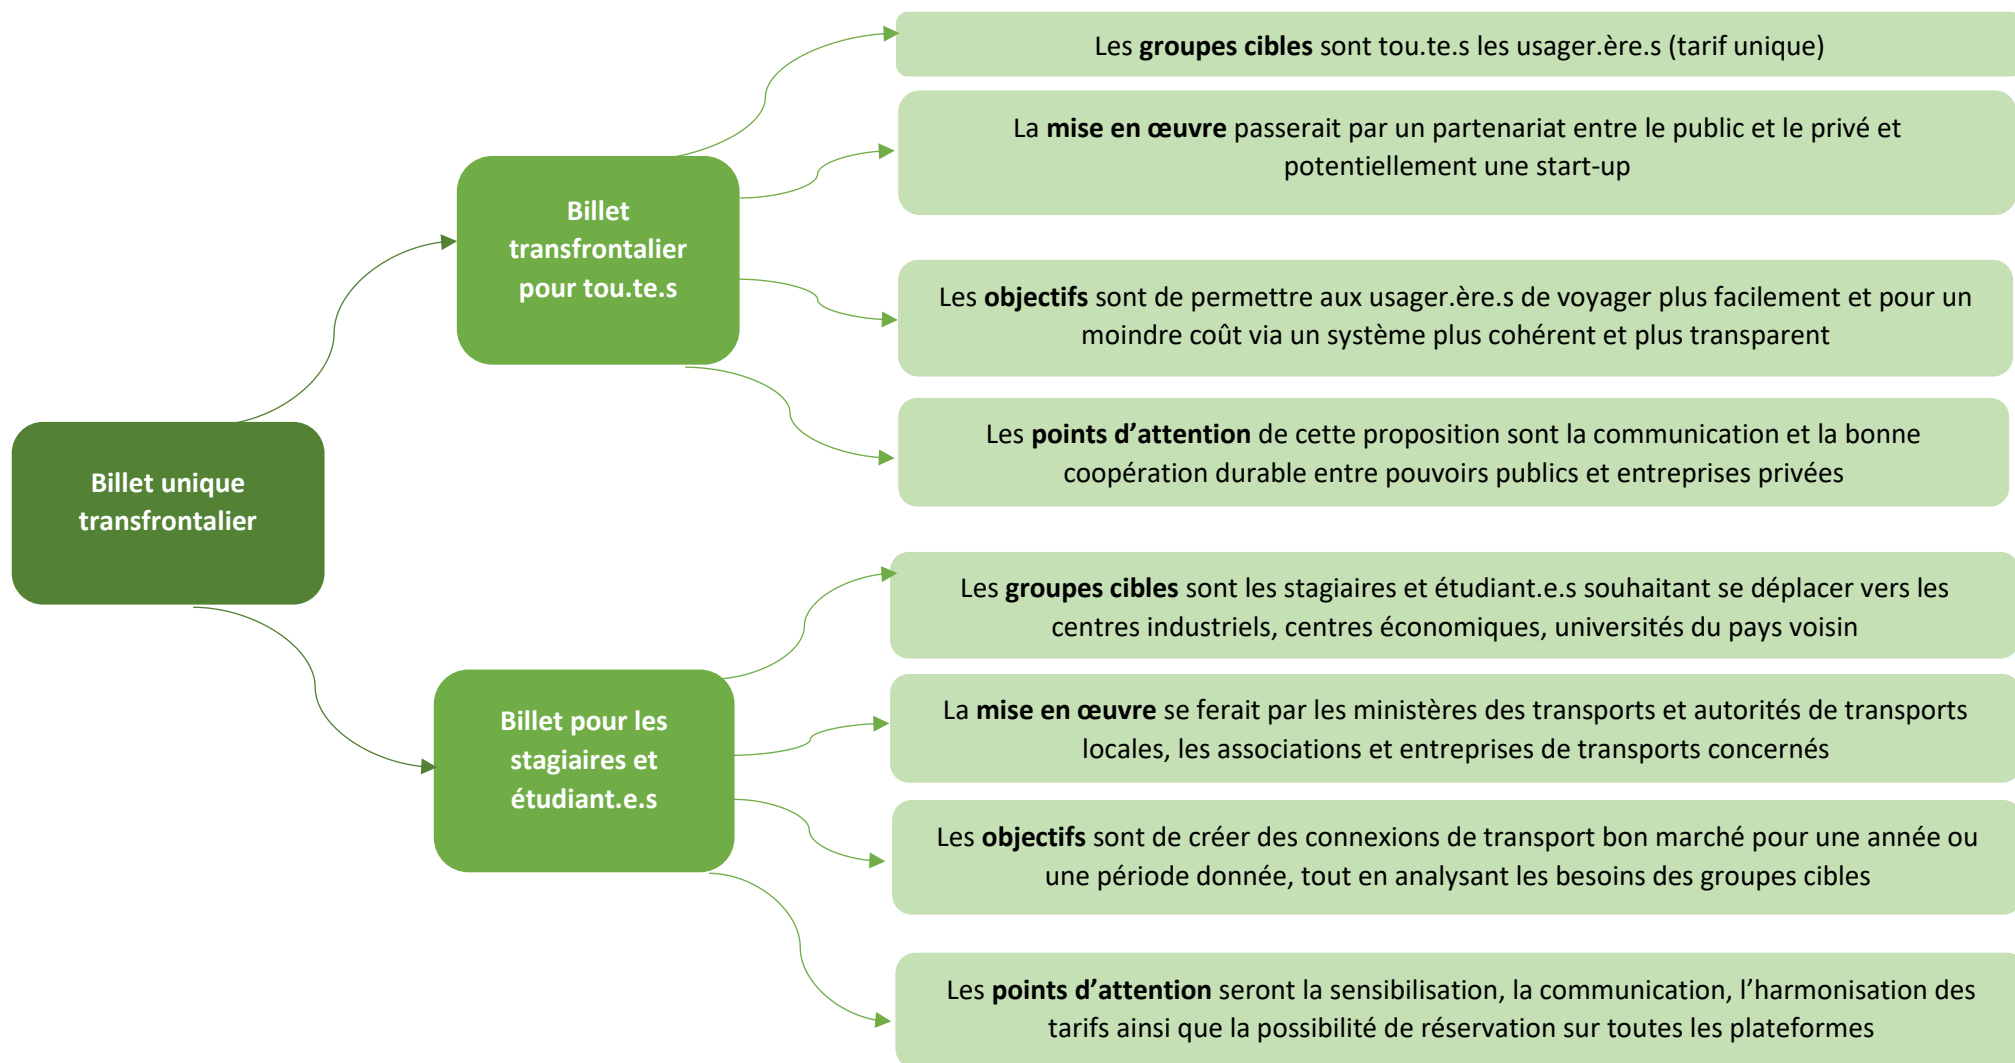 Billet unique
transfrontalier
Billet
transfrontalier
pour tou.te.s
Les groupes cibles sont tou.te.s les usager.ère.s (tarif unique)
La mise en œuvre passerait par un partenariat entre le public et le privé et
potentiellement une start-up
Les objectifs sont de permettre aux usager.ère.s de voyager plus facilement et pour un
moindre coût via un système plus cohérent et plus transparent
Les points d’attention de cette proposition sont la communication et la bonne
coopération durable entre pouvoirs publics et entreprises privées
Billet pour les
stagiaires et
étudiant.e.s
Les groupes cibles sont les stagiaires et étudiant.e.s souhaitant se déplacer vers les
centres industriels, centres économiques, universités du pays voisin
La mise en œuvre se ferait par les ministères des transports et autorités de transports
locales, les associations et entreprises de transports concernés
Les objectifs sont de créer des connexions de transport bon marché pour une année ou
une période donnée, tout en analysant les besoins des groupes cibles
Les points d’attention seront la sensibilisation, la communication, l’harmonisation des
tarifs ainsi que la possibilité de réservation sur toutes les plateformes